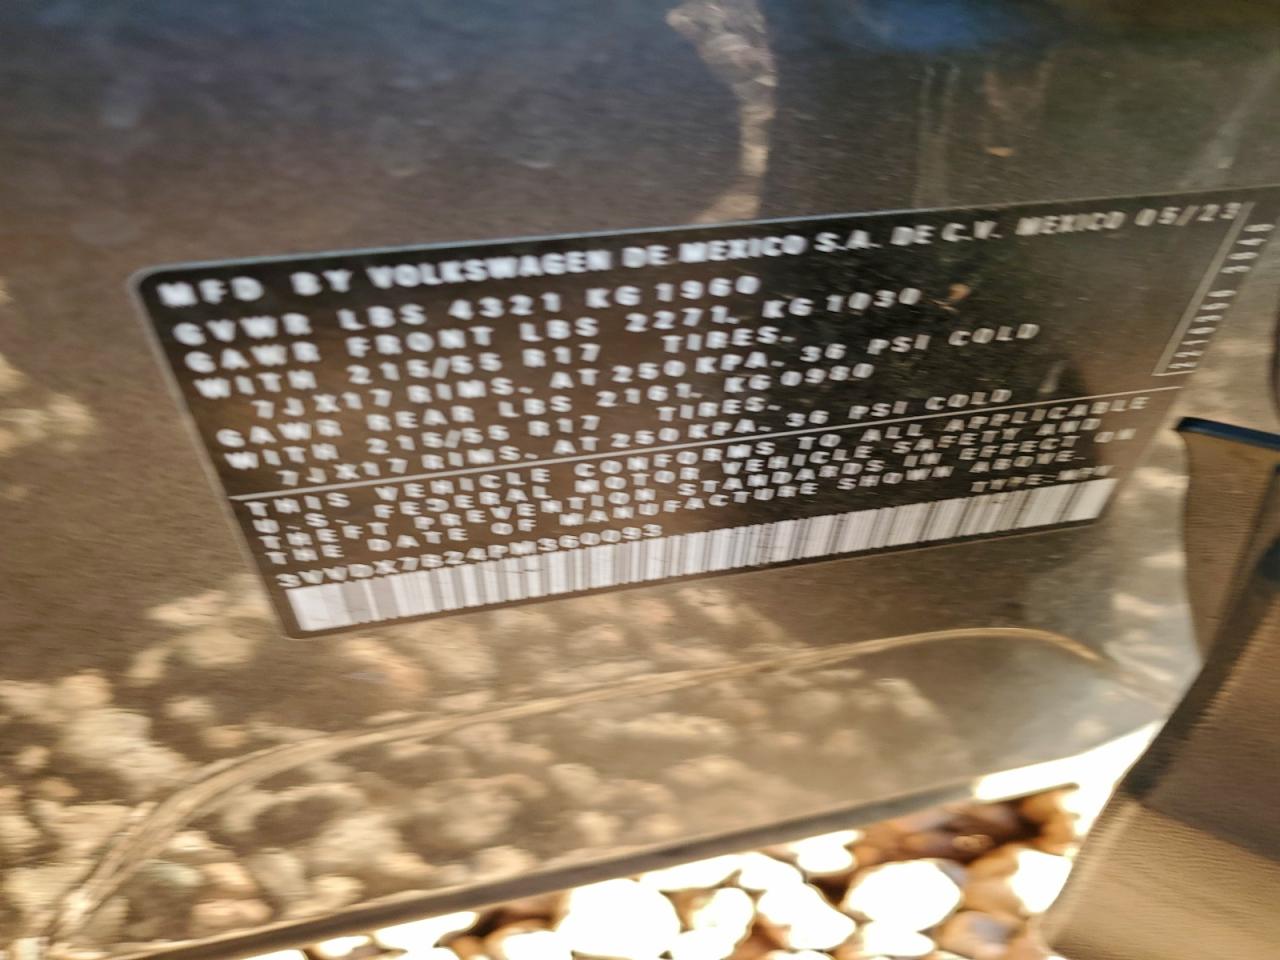 MFD BY VOLKSWAGEN DE MEXICO S.A. DE C.V. MEXICO 05/23
GVWR LBS 4321 KG 1960
GAWR FRONT LBS 2271, KG 1030
WITH 215/55 R17 TIRES,
7JX17 RIMS, AT 250 KPA, 36 PSI COLD
GAWR REAR LBS 2161, KG 0980
WITH 215/55 R17 TIRES,
7JX17 RIMS, AT 250 KPA, 36 PSI COLD
THIS VEHICLE CONFORMS TO ALL APPLICABLE
U.S. FEDERAL MOTOR VEHICLE SAFETY AND
THEFT PREVENTION STANDARDS IN EFFECT ON
THE DATE OF MANUFACTURE SHOWN ABOVE.
TYPE: